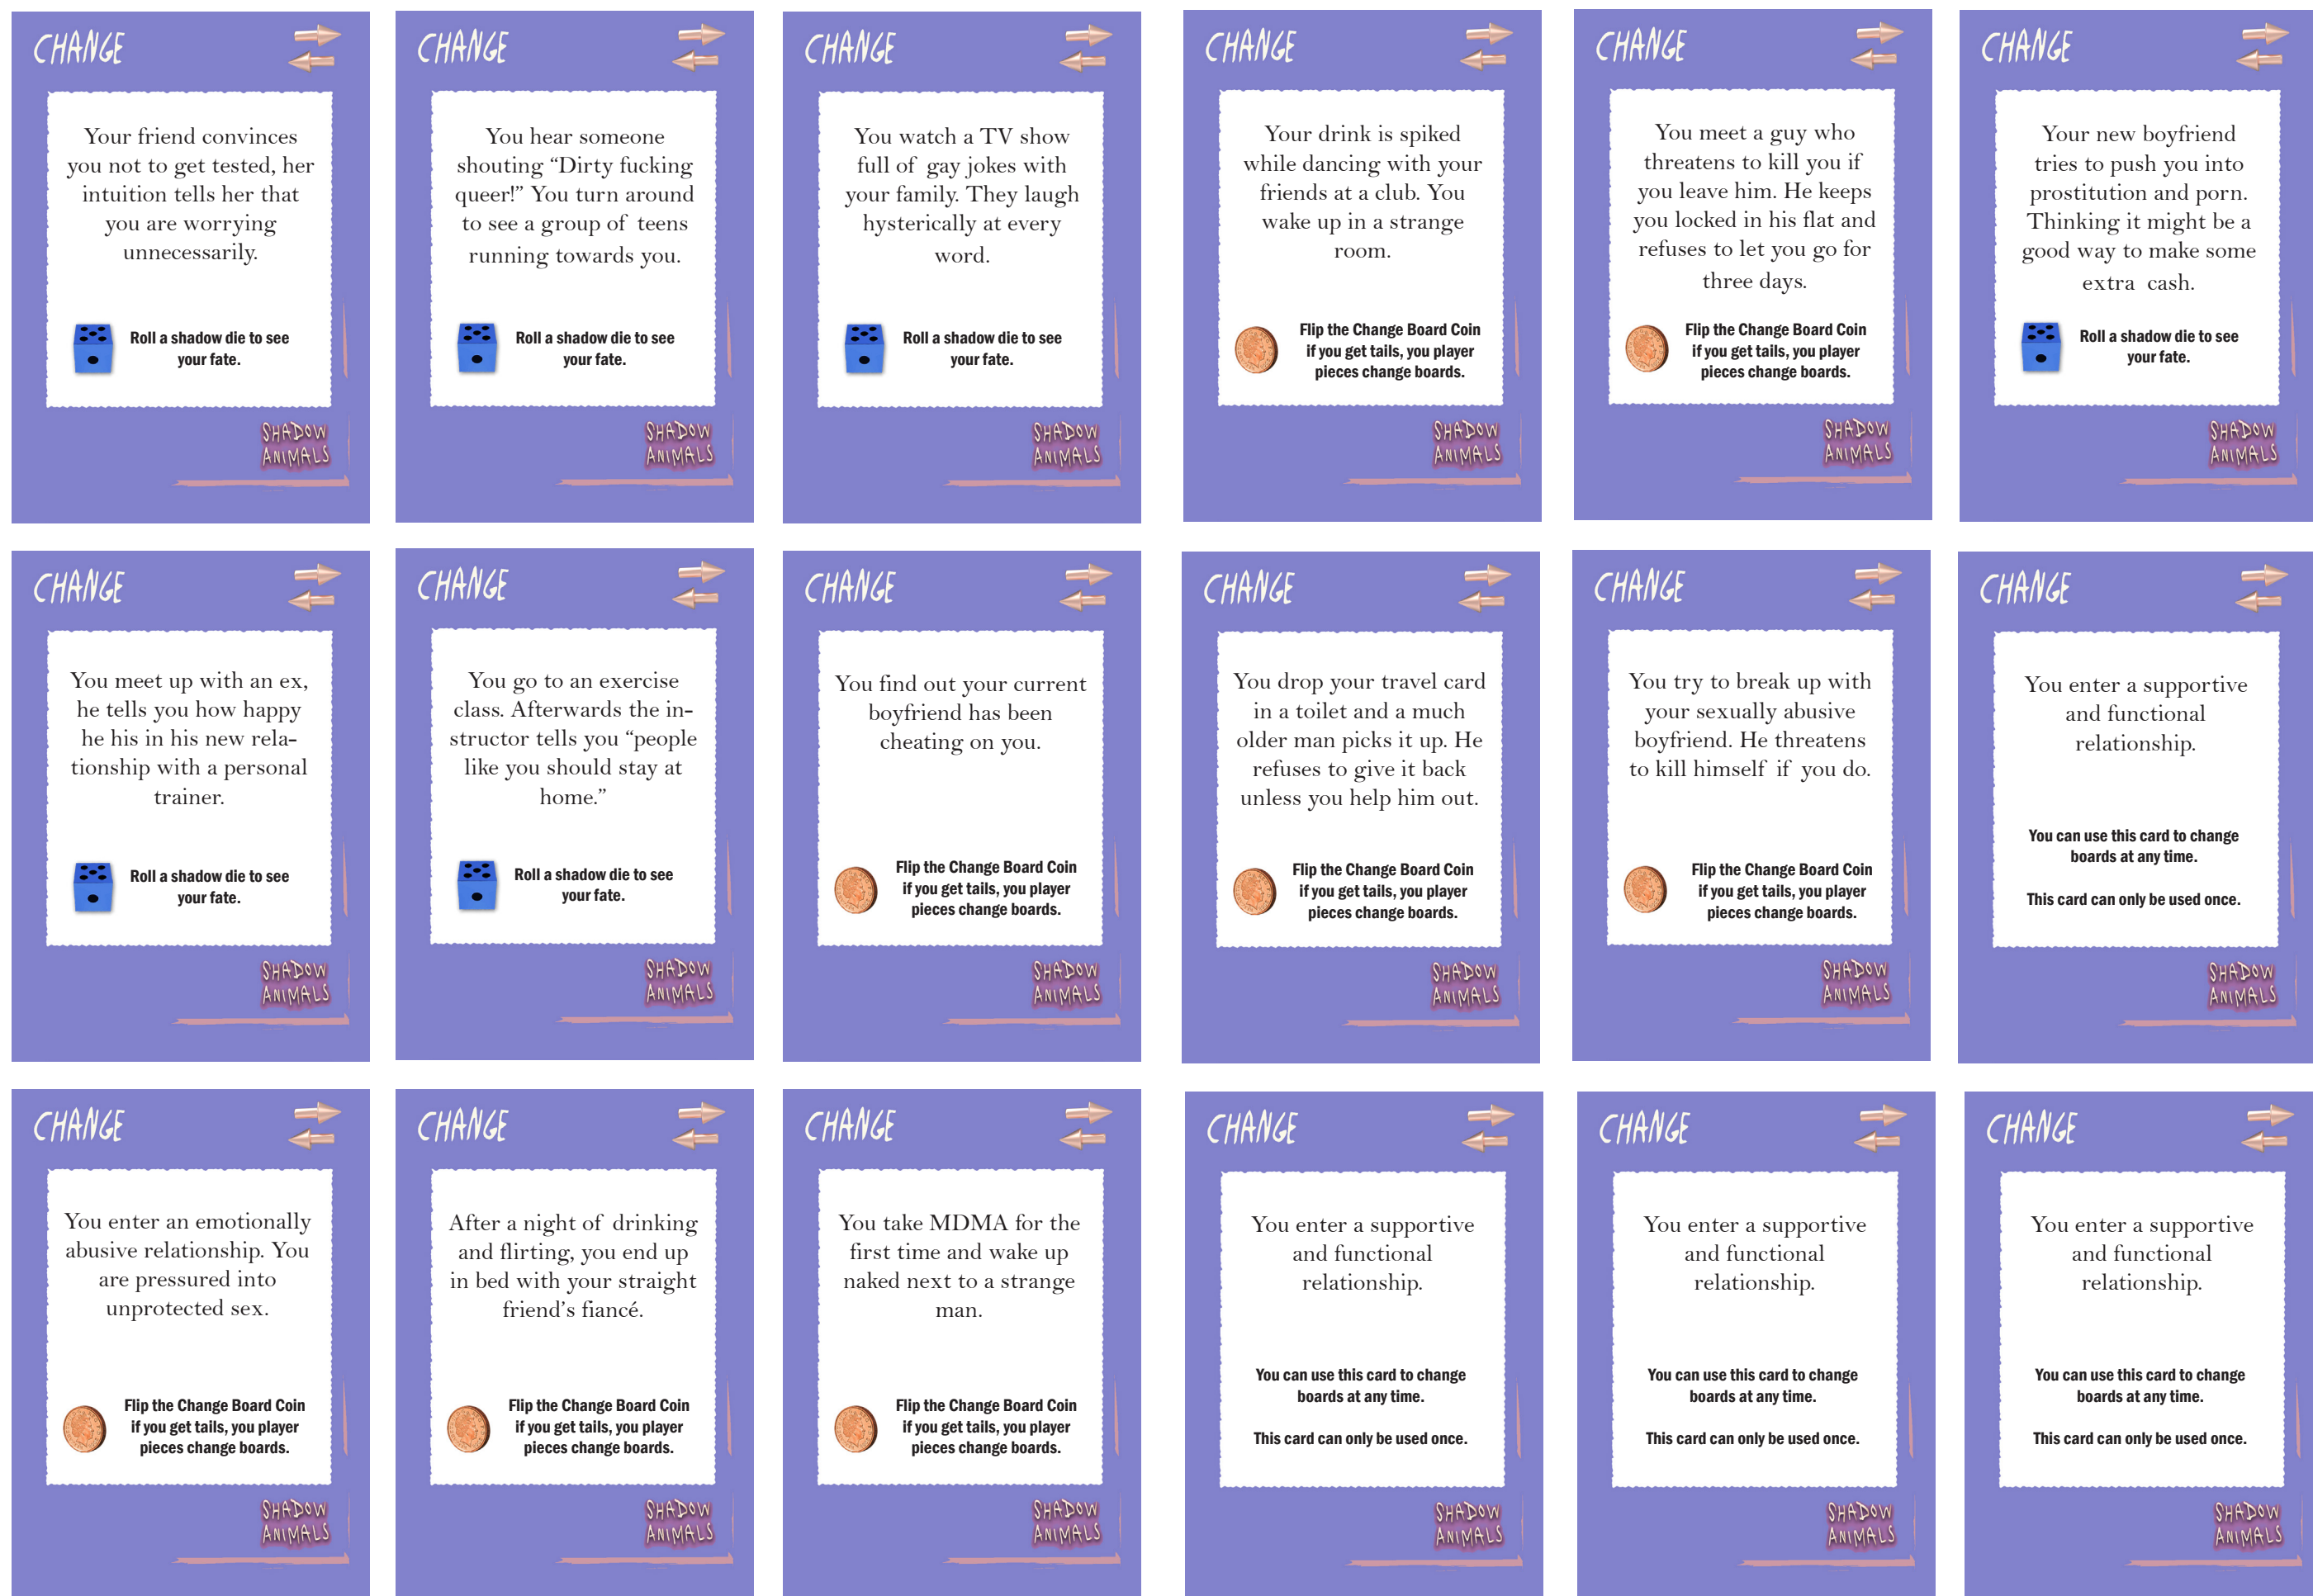 CHANGE
Your friend convinces
you not to get tested, her
intuition tells her that
you are worrying
unnecessarily.
Roll a shadow die to see
your fate.
SHADOW
ANIMALS
CHANGE
You hear someone
shouting “Dirty fucking
queer!” You turn around
to see a group of teens
running towards you.
Roll a shadow die to see
your fate.
SHADOW
ANIMALS
CHANGE
You watch a TV show
full of gay jokes with
your family. They laugh
hysterically at every
word.
Roll a shadow die to see
your fate.
SHADOW
ANIMALS
CHANGE
Your drink is spiked
while dancing with your
friends at a club. You
wake up in a strange
room.
Flip the Change Board Coin
if you get tails, you player
pieces change boards.
SHADOW
ANIMALS
CHANGE
You meet a guy who
threatens to kill you if
you leave him. He keeps
you locked in his flat and
refuses to let you go for
three days.
Flip the Change Board Coin
if you get tails, you player
pieces change boards.
SHADOW
ANIMALS
CHANGE
Your new boyfriend
tries to push you into
prostitution and porn.
Thinking it might be a
good way to make some
extra cash.
Roll a shadow die to see
your fate.
SHADOW
ANIMALS
CHANGE
You meet up with an ex,
he tells you how happy
he his in his new rela-
tionship with a personal
trainer.
Roll a shadow die to see
your fate.
SHADOW
ANIMALS
CHANGE
You go to an exercise
class. Afterwards the in-
structor tells you “people
like you should stay at
home.”
Roll a shadow die to see
your fate.
SHADOW
ANIMALS
CHANGE
You find out your current
boyfriend has been
cheating on you.
Flip the Change Board Coin
if you get tails, you player
pieces change boards.
SHADOW
ANIMALS
CHANGE
You drop your travel card
in a toilet and a much
older man picks it up. He
refuses to give it back
unless you help him out.
Flip the Change Board Coin
if you get tails, you player
pieces change boards.
SHADOW
ANIMALS
CHANGE
You try to break up with
your sexually abusive
boyfriend. He threatens
to kill himself if you do.
Flip the Change Board Coin
if you get tails, you player
pieces change boards.
SHADOW
ANIMALS
CHANGE
You enter a supportive
and functional
relationship.
You can use this card to change
boards at any time.
This card can only be used once.
SHADOW
ANIMALS
CHANGE
You enter an emotionally
abusive relationship. You
are pressured into
unprotected sex.
Flip the Change Board Coin
if you get tails, you player
pieces change boards.
SHADOW
ANIMALS
CHANGE
After a night of drinking
and flirting, you end up
in bed with your straight
friend’s fiancé.
Flip the Change Board Coin
if you get tails, you player
pieces change boards.
SHADOW
ANIMALS
CHANGE
You take MDMA for the
first time and wake up
naked next to a strange
man.
Flip the Change Board Coin
if you get tails, you player
pieces change boards.
SHADOW
ANIMALS
CHANGE
You enter a supportive
and functional
relationship.
You can use this card to change
boards at any time.
This card can only be used once.
SHADOW
ANIMALS
CHANGE
You enter a supportive
and functional
relationship.
You can use this card to change
boards at any time.
This card can only be used once.
SHADOW
ANIMALS
CHANGE
You enter a supportive
and functional
relationship.
You can use this card to change
boards at any time.
This card can only be used once.
SHADOW
ANIMALS